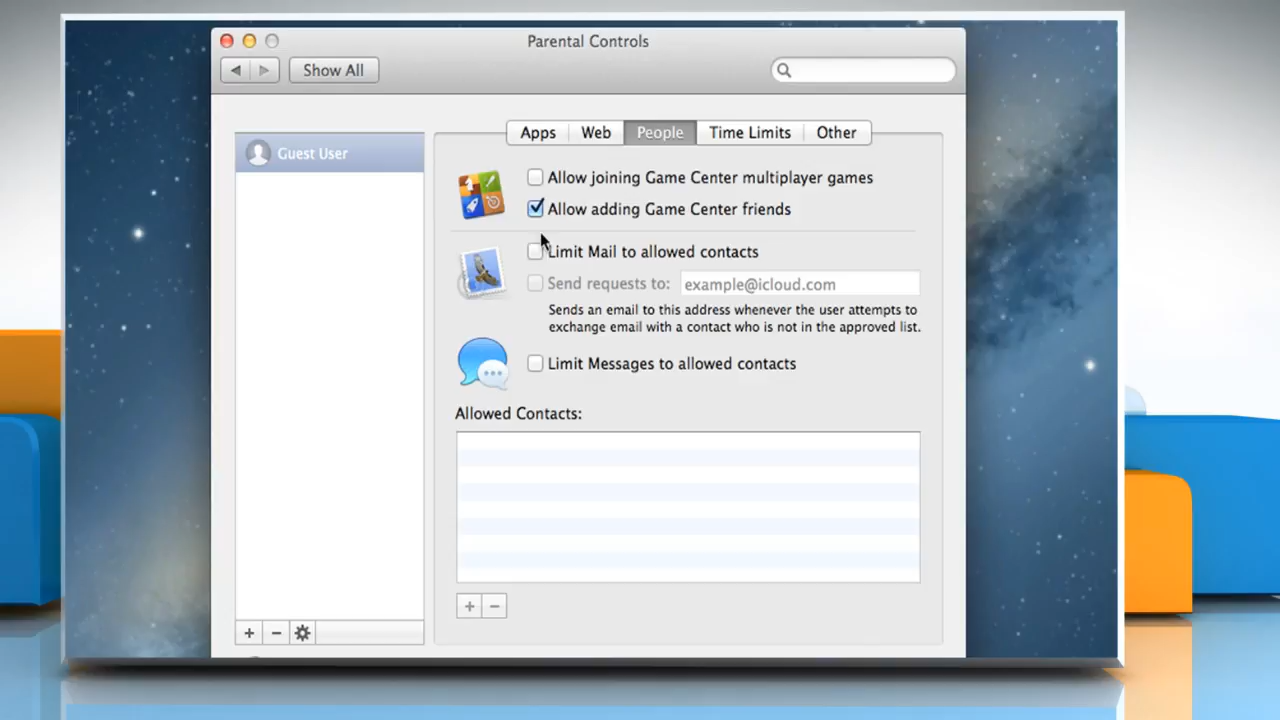 Parental Controls
Show All
Guest User
Apps Web People Time Limits Other
Allow joining Game Center multiplayer games
Allow adding Game Center friends
Limit Mail to allowed contacts
Send requests to: example@icloud.com
Sends an email to this address whenever the user attempts to
exchange email with a contact who is not in the approved list.
Limit Messages to allowed contacts
Allowed Contacts: